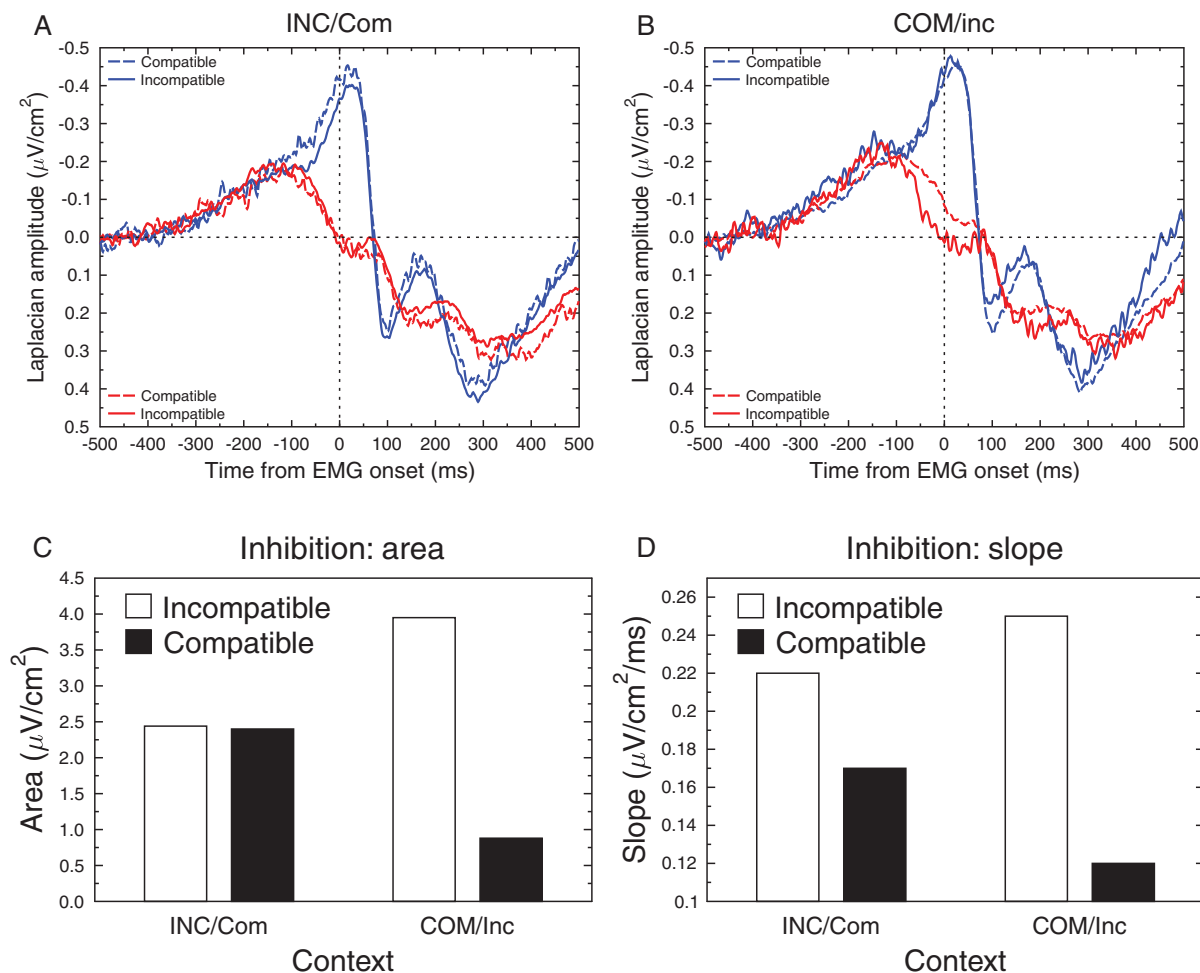 A
INC/Com
-0.5
-0.4
-0.3
-0.2
-0.1
0.0
0.1
0.2
0.3
0.4
0.5
Laplacian amplitude (μV/cm²)
Compatible
Incompatible
Compatible
Incompatible
-500 -400 -300 -200 -100 0 100 200 300 400 500
Time from EMG onset (ms)
B
COM/inc
-0.5
-0.4
-0.3
-0.2
-0.1
0.0
0.1
0.2
0.3
0.4
0.5
Laplacian amplitude (μV/cm²)
Compatible
Incompatible
Compatible
Incompatible
-500 -400 -300 -200 -100 0 100 200 300 400 500
Time from EMG onset (ms)
C
Inhibition: area
4.5
4.0
3.5
3.0
2.5
2.0
1.5
1.0
0.5
0.0
Area (μV/cm²)
Incompatible
Compatible
INC/Com COM/Inc
Context
D
Inhibition: slope
0.26
0.24
0.22
0.2
0.18
0.16
0.14
0.12
0.1
Slope (μV/cm²/ms)
Incompatible
Compatible
INC/Com COM/Inc
Context